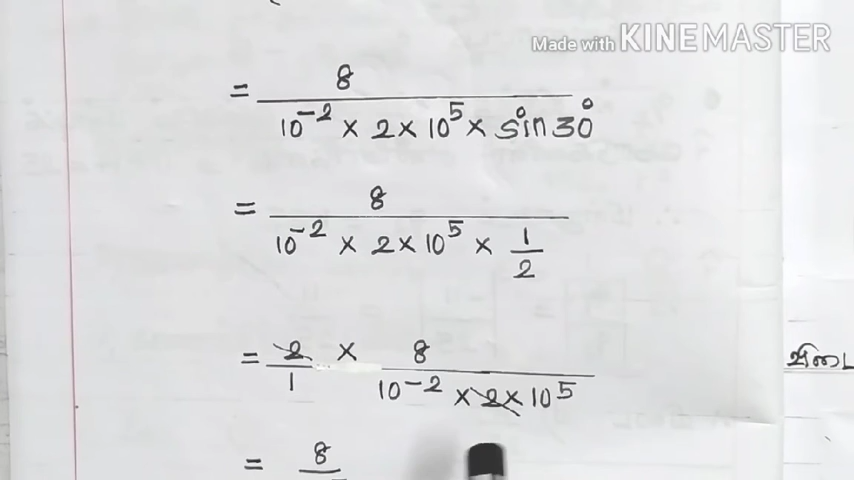 Made with KINEMASTER
= 8 / 10⁻² × 2 × 10⁵ × sin 30°
= 8 / 10⁻² × 2 × 10⁵ × 1/2
= 2/1 × 8 / 10⁻² × 2 × 10⁵
விடை
= 8